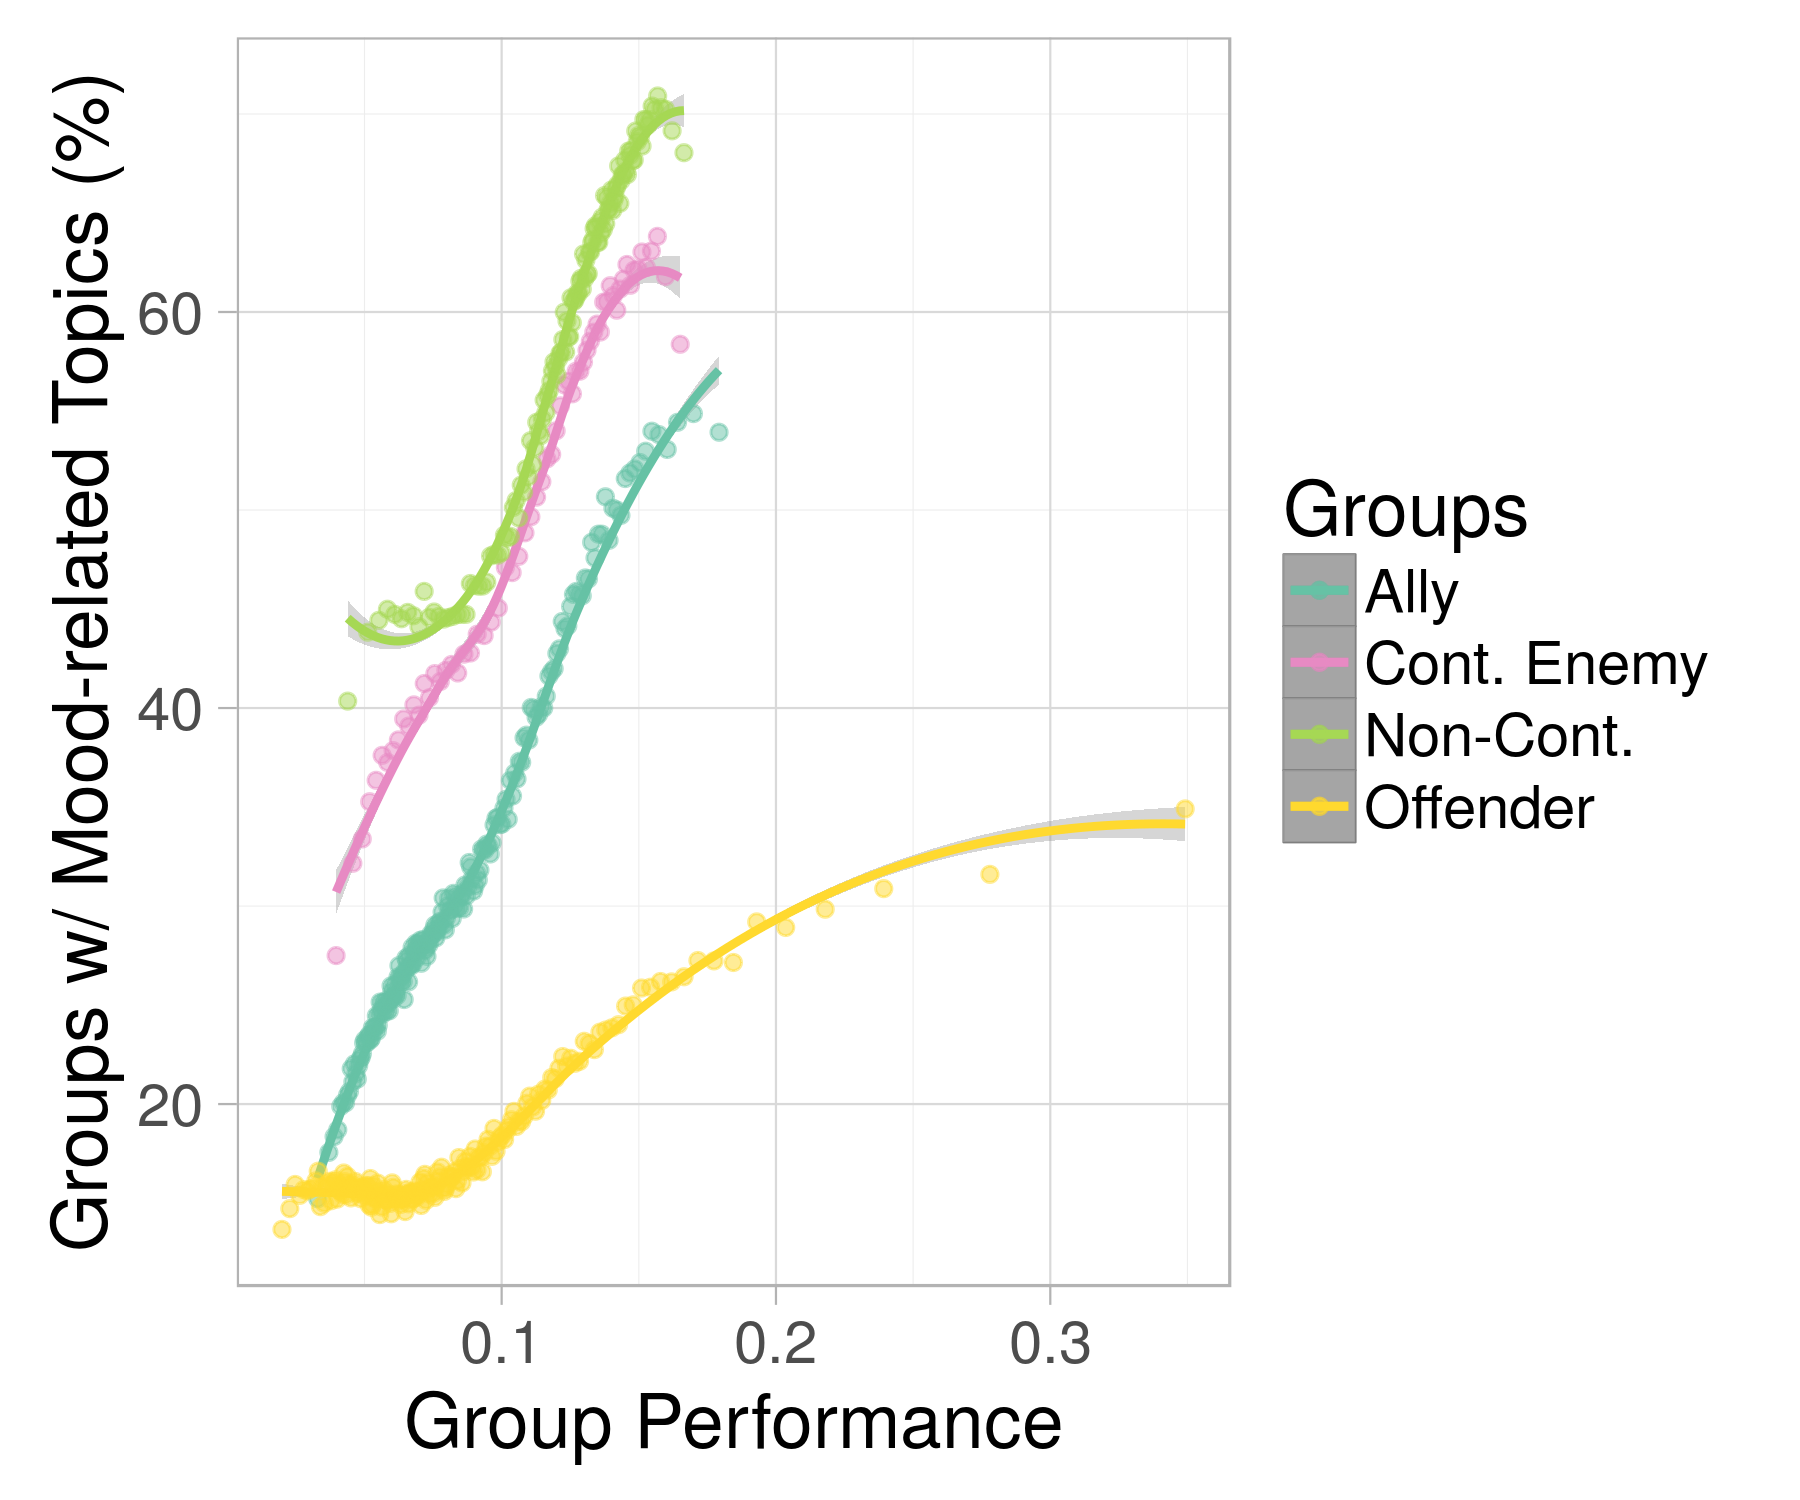 Groups w/ Mood-related Topics (%)
60
40
20
0.1
0.2
0.3
Group Performance
Groups
Ally
Cont. Enemy
Non-Cont.
Offender